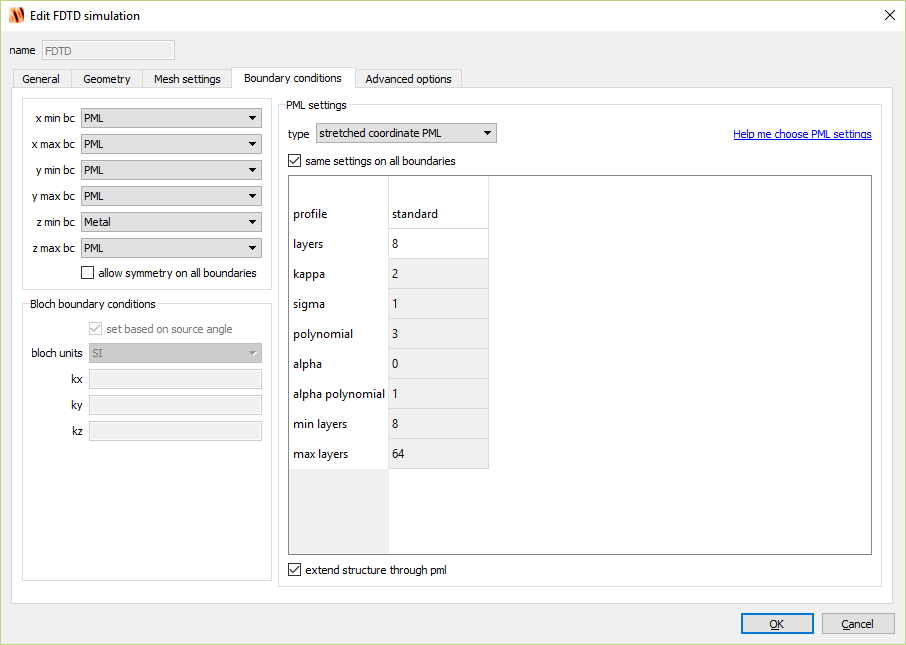 Edit FDTD simulation
name FDTD
General Geometry Mesh settings Boundary conditions Advanced options
x min bc PML
x max bc PML
y min bc PML
y max bc PML
z min bc Metal
z max bc PML
allow symmetry on all boundaries
Bloch boundary conditions
set based on source angle
bloch units SI
kx
ky
kz
PML settings
type stretched coordinate PML Help me choose PML settings
same settings on all boundaries
profile standard
layers 8
kappa 2
sigma 1
polynomial 3
alpha 0
alpha polynomial 1
min layers 8
max layers 64
extend structure through pml
OK Cancel